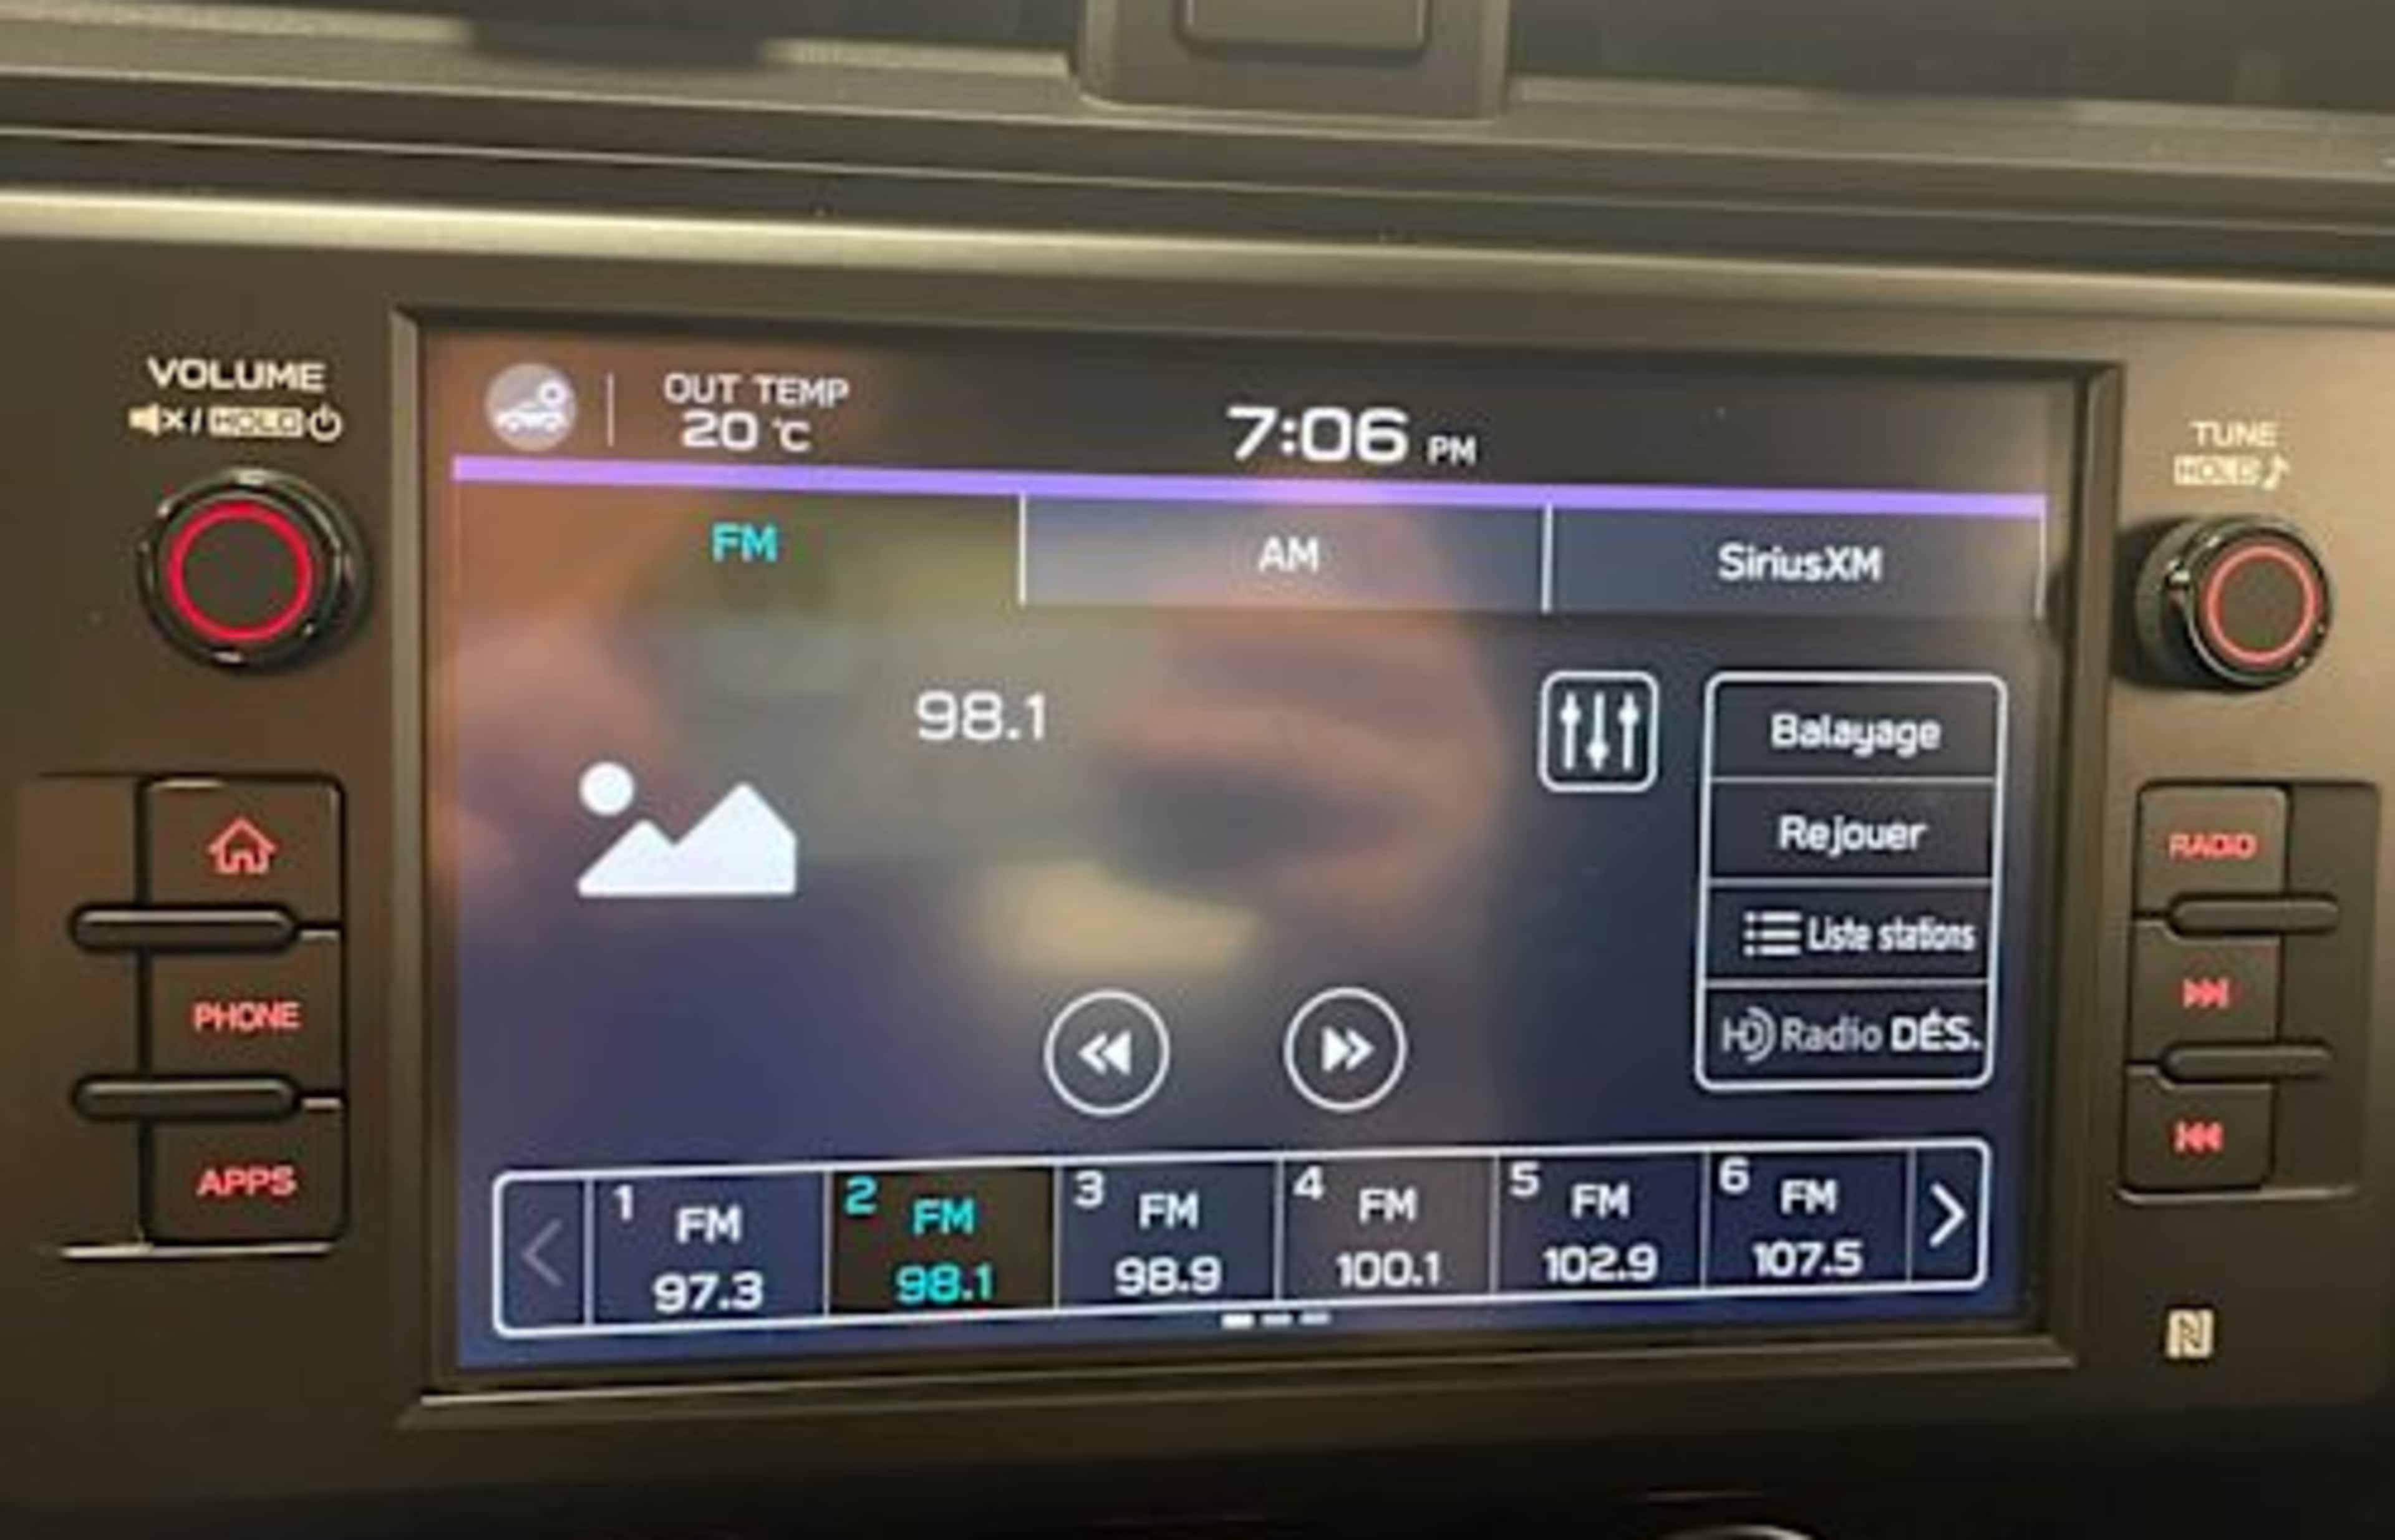 VOLUME
/ HOLD
OUT TEMP
20 °C
7:06 PM
TUNE
HOLD
FM
AM
SiriusXM
98.1
Balayage
Rejouer
Liste stations
HD Radio DÉS.
PHONE
APPS
RADIO
1 FM 97.3
2 FM 98.1
3 FM 98.9
4 FM 100.1
5 FM 102.9
6 FM 107.5